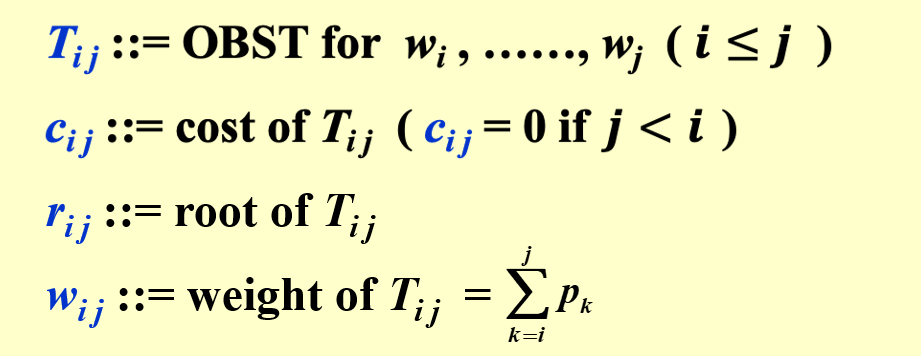 T_{ij} ::= OBST for w_i , ……, w_j ( i ≤ j )
c_{ij} ::= cost of T_{ij} ( c_{ij} = 0 if j < i )
r_{ij} ::= root of T_{ij}
w_{ij} ::= weight of T_{ij} = \sum_{k=i}^{j} p_k